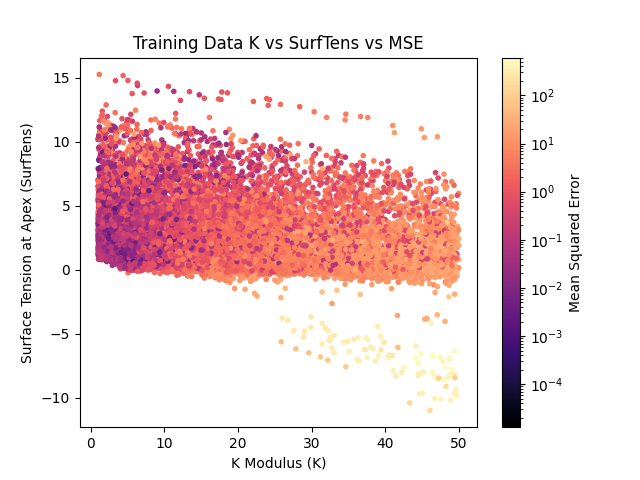 Training Data K vs SurfTens vs MSE
Surface Tension at Apex (SurfTens)
15
10
5
0
−5
−10
0 10 20 30 40 50
K Modulus (K)
10²
10¹
10⁰
10⁻¹
10⁻²
10⁻³
10⁻⁴
Mean Squared Error